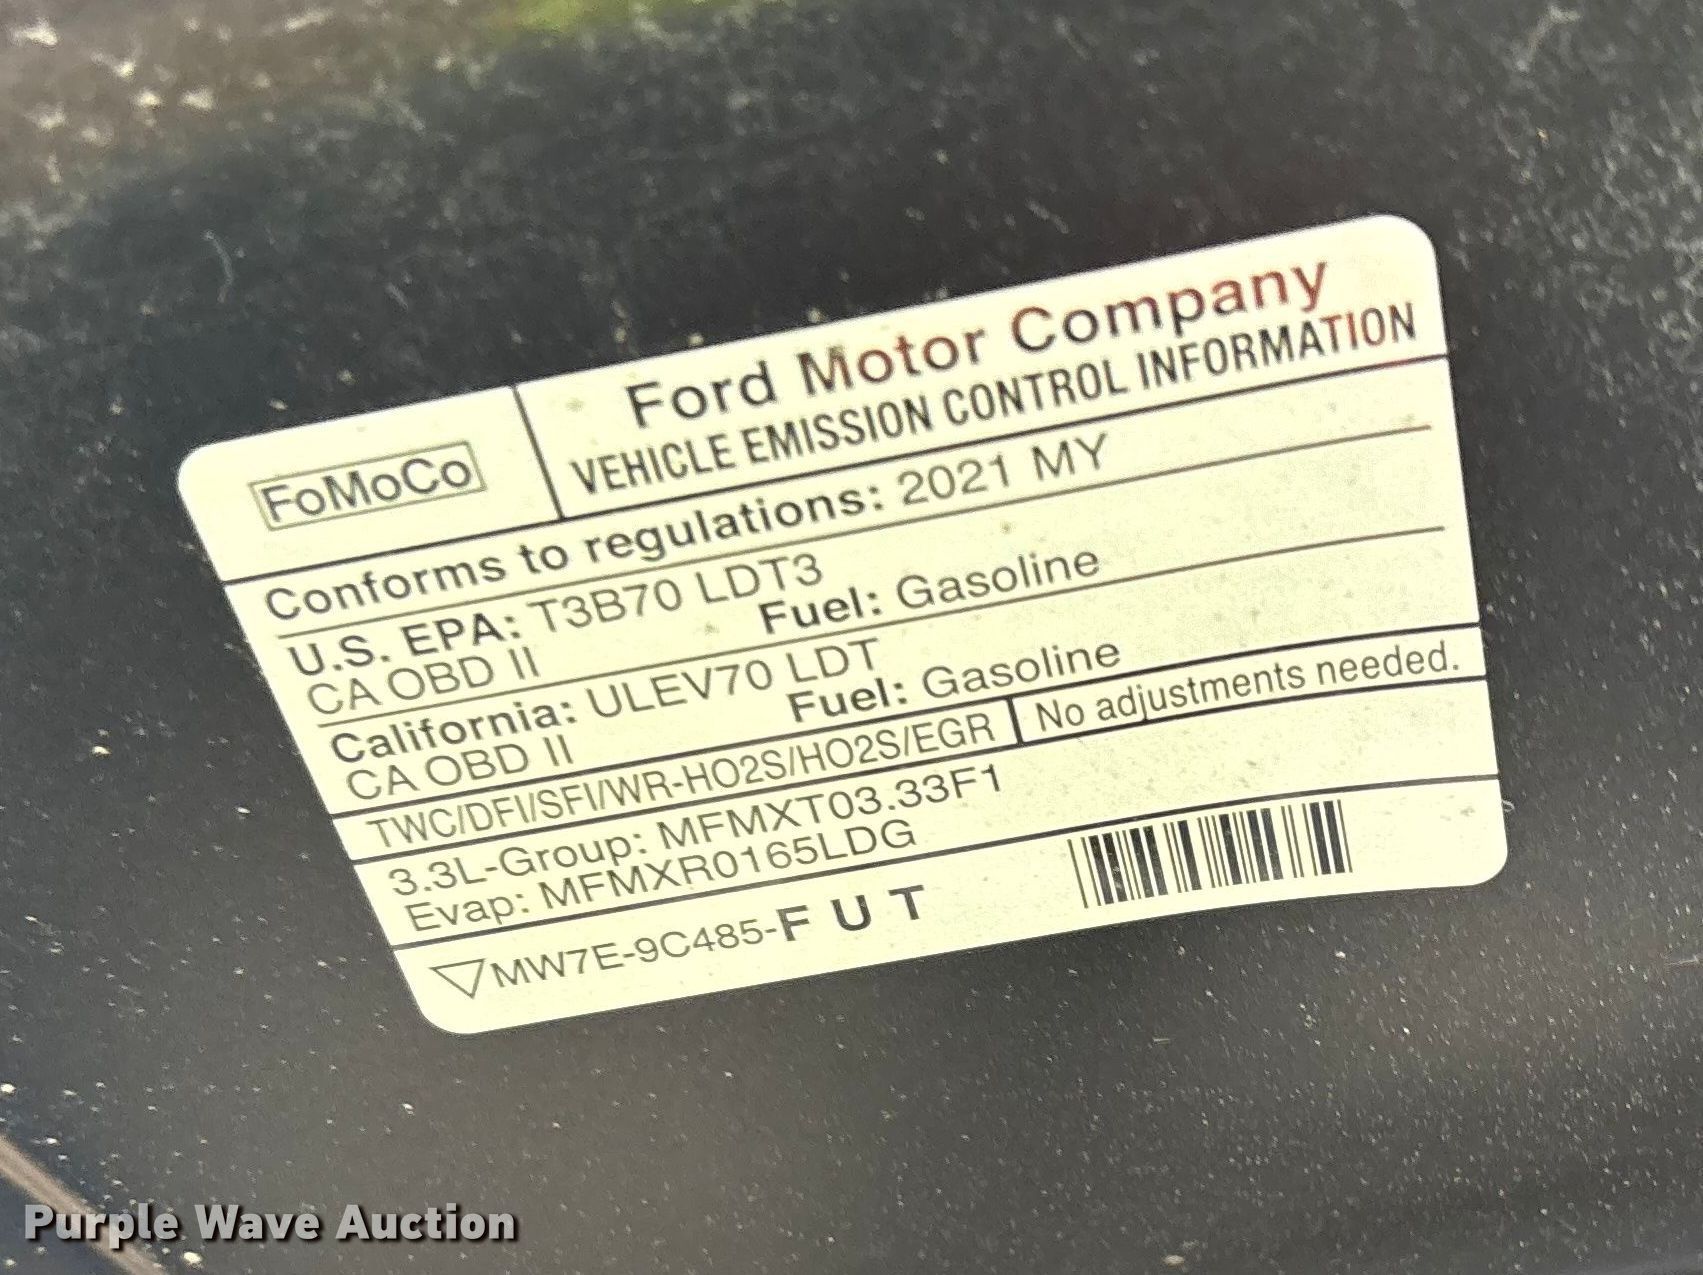 FoMoCo
Ford Motor Company
VEHICLE EMISSION CONTROL INFORMATION
Conforms to regulations: 2021 MY
U.S. EPA: T3B70 LDT3
CA OBD II Fuel: Gasoline
California: ULEV70 LDT
CA OBD II Fuel: Gasoline
TWC/DFI/SFI/WR-HO2S/HO2S/EGR No adjustments needed.
3.3L-Group: MFMXT03.33F1
Evap: MFMXR0165LDG
MW7E-9C485-F U T
Purple Wave Auction